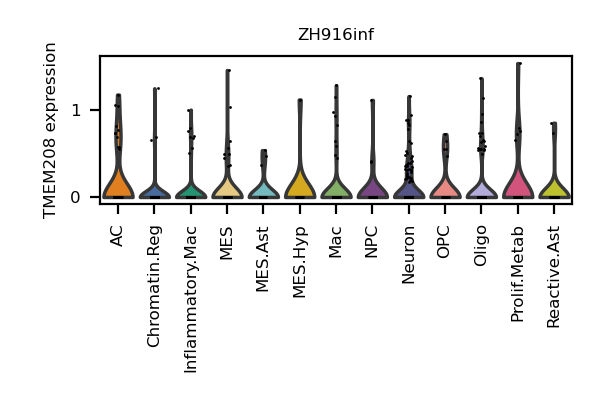 ZH916inf
TMEM208 expression
1
0
AC
Chromatin.Reg
Inflammatory.Mac
MES
MES.Ast
MES.Hyp
Mac
NPC
Neuron
OPC
Oligo
Prolif.Metab
Reactive.Ast